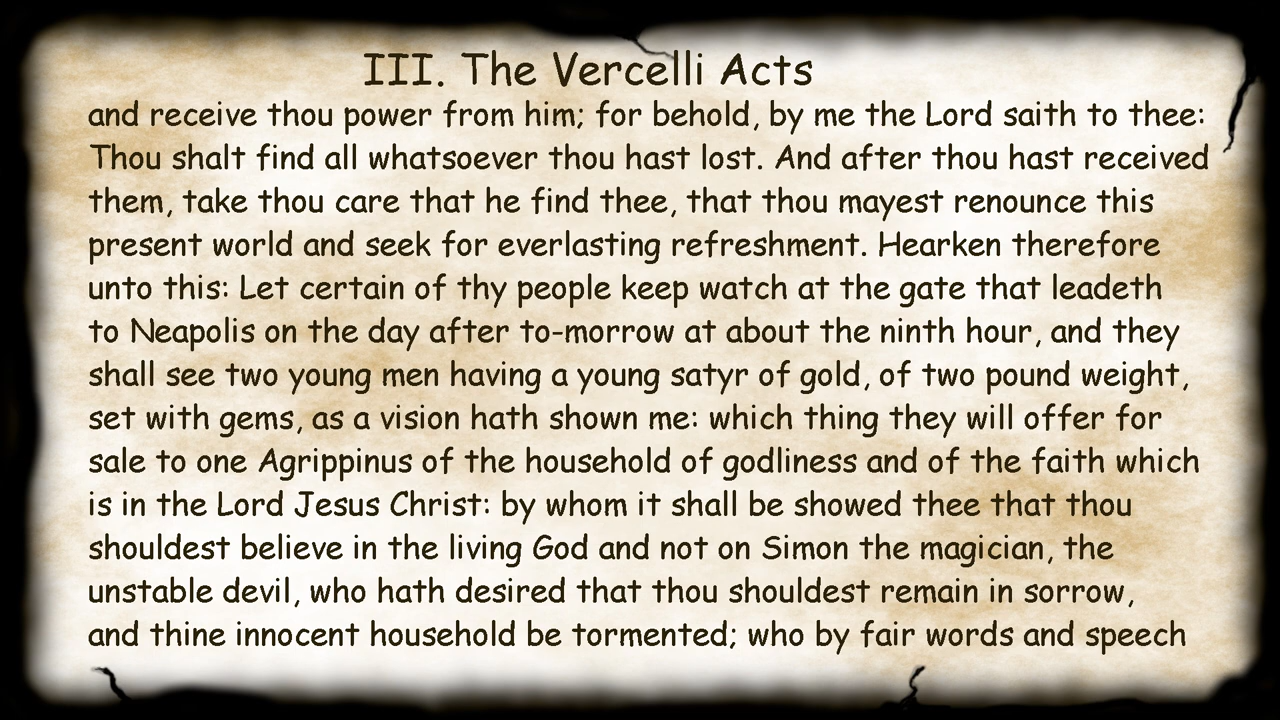 III. The Vercelli Acts
and receive thou power from him; for behold, by me the Lord saith to thee:
Thou shalt find all whatsoever thou hast lost. And after thou hast received
them, take thou care that he find thee, that thou mayest renounce this
present world and seek for everlasting refreshment. Hearken therefore
unto this: Let certain of thy people keep watch at the gate that leadeth
to Neapolis on the day after to-morrow at about the ninth hour, and they
shall see two young men having a young satyr of gold, of two pound weight,
set with gems, as a vision hath shown me: which thing they will offer for
sale to one Agrippinus of the household of godliness and of the faith which
is in the Lord Jesus Christ: by whom it shall be showed thee that thou
shouldest believe in the living God and not on Simon the magician, the
unstable devil, who hath desired that thou shouldest remain in sorrow,
and thine innocent household be tormented; who by fair words and speech